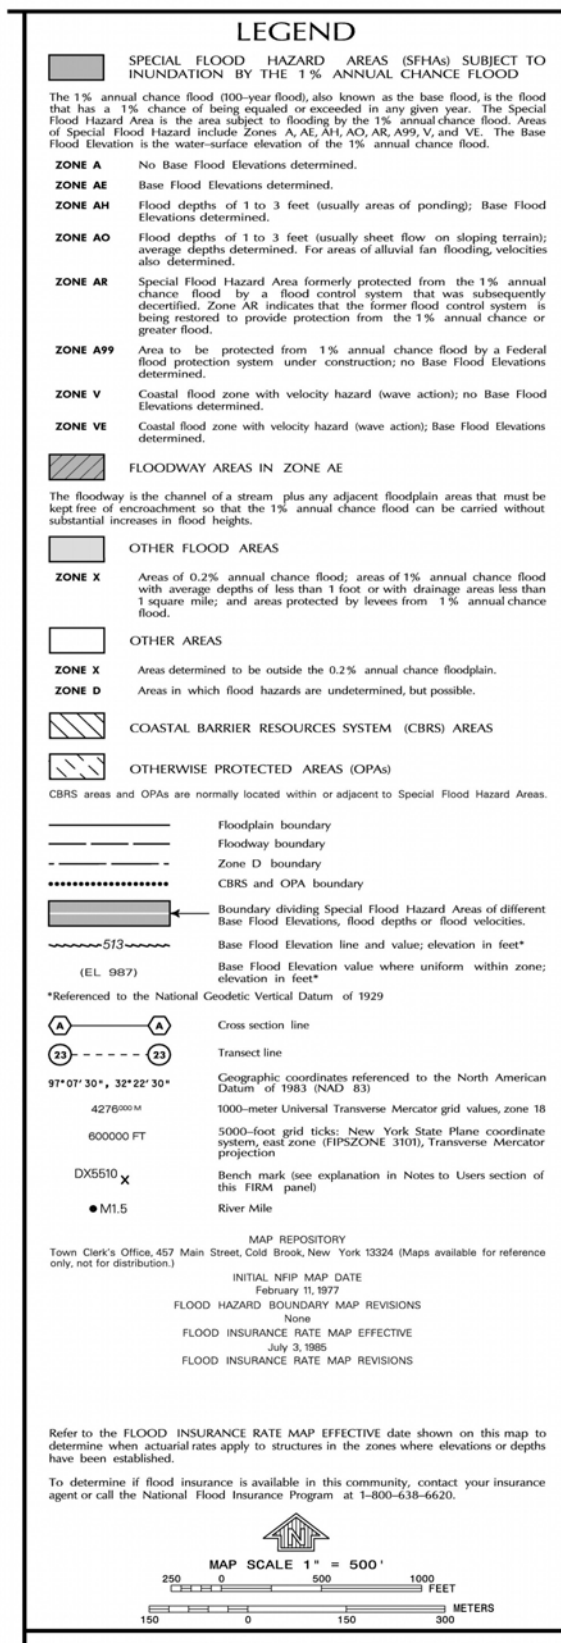 LEGEND
SPECIAL FLOOD HAZARD AREAS (SFHAs) SUBJECT TO
INUNDATION BY THE 1% ANNUAL CHANCE FLOOD
The 1% annual chance flood (100-year flood), also known as the base flood, is the flood
that has a 1% chance of being equaled or exceeded in any given year. The Special
Flood Hazard Area is the area subject to flooding by the 1% annual chance flood. Areas
of Special Flood Hazard include Zones A, AE, AH, AO, AR, A99, V, and VE. The Base
Flood Elevation is the water-surface elevation of the 1% annual chance flood.
ZONE A No Base Flood Elevations determined.
ZONE AE Base Flood Elevations determined.
ZONE AH Flood depths of 1 to 3 feet (usually areas of ponding); Base Flood
Elevations determined.
ZONE AO Flood depths of 1 to 3 feet (usually sheet flow on sloping terrain);
average depths determined. For areas of alluvial fan flooding, velocities
also determined.
ZONE AR Special Flood Hazard Area formerly protected from the 1% annual
chance flood by a flood control system that was subsequently
decertified. Zone AR indicates that the former flood control system is
being restored to provide protection from the 1% annual chance or
greater flood.
ZONE A99 Area to be protected from 1% annual chance flood by a Federal
flood protection system under construction; no Base Flood Elevations
determined.
ZONE V Coastal flood zone with velocity hazard (wave action); no Base Flood
Elevations determined.
ZONE VE Coastal flood zone with velocity hazard (wave action); Base Flood Elevations
determined.
FLOODWAY AREAS IN ZONE AE
The floodway is the channel of a stream plus any adjacent floodplain areas that must be
kept free of encroachment so that the 1% annual chance flood can be carried without
substantial increases in flood heights.
OTHER FLOOD AREAS
ZONE X Areas of 0.2% annual chance flood; areas of 1% annual chance flood
with average depths of less than 1 foot or with drainage areas less than
1 square mile; and areas protected by levees from 1% annual chance
flood.
OTHER AREAS
ZONE X Areas determined to be outside the 0.2% annual chance floodplain.
ZONE D Areas in which flood hazards are undetermined, but possible.
COASTAL BARRIER RESOURCES SYSTEM (CBRS) AREAS
OTHERWISE PROTECTED AREAS (OPAs)
CBRS areas and OPAs are normally located within or adjacent to Special Flood Hazard Areas.
Floodplain boundary
Floodway boundary
Zone D boundary
CBRS and OPA boundary
Boundary dividing Special Flood Hazard Areas of different
Base Flood Elevations, flood depths or flood velocities.
513 Base Flood Elevation line and value; elevation in feet*
(EL 987) Base Flood Elevation value where uniform within zone;
elevation in feet*
*Referenced to the National Geodetic Vertical Datum of 1929
A A Cross section line
23 23 Transect line
97°07'30", 32°22'30" Geographic coordinates referenced to the North American
Datum of 1983 (NAD 83)
4276000 M 1000-meter Universal Transverse Mercator grid values, zone 18
600000 FT 5000-foot grid ticks: New York State Plane coordinate
system, east zone (FIPSZONE 3101), Transverse Mercator
projection
DX5510 x Bench mark (see explanation in Notes to Users section of
this FIRM panel)
● M1.5 River Mile
MAP REPOSITORY
Town Clerk's Office, 457 Main Street, Cold Brook, New York 13324 (Maps available for reference
only, not for distribution.)
INITIAL NFIP MAP DATE
February 11, 1977
FLOOD HAZARD BOUNDARY MAP REVISIONS
None
FLOOD INSURANCE RATE MAP EFFECTIVE
July 3, 1985
FLOOD INSURANCE RATE MAP REVISIONS
Refer to the FLOOD INSURANCE RATE MAP EFFECTIVE date shown on this map to
determine when actuarial rates apply to structures in the zones where elevations or depths
have been established.
To determine if flood insurance is available in this community, contact your insurance
agent or call the National Flood Insurance Program at 1-800-638-6620.
N
MAP SCALE 1" = 500'
250 0 500 1000
FEET
METERS
150 0 150 300